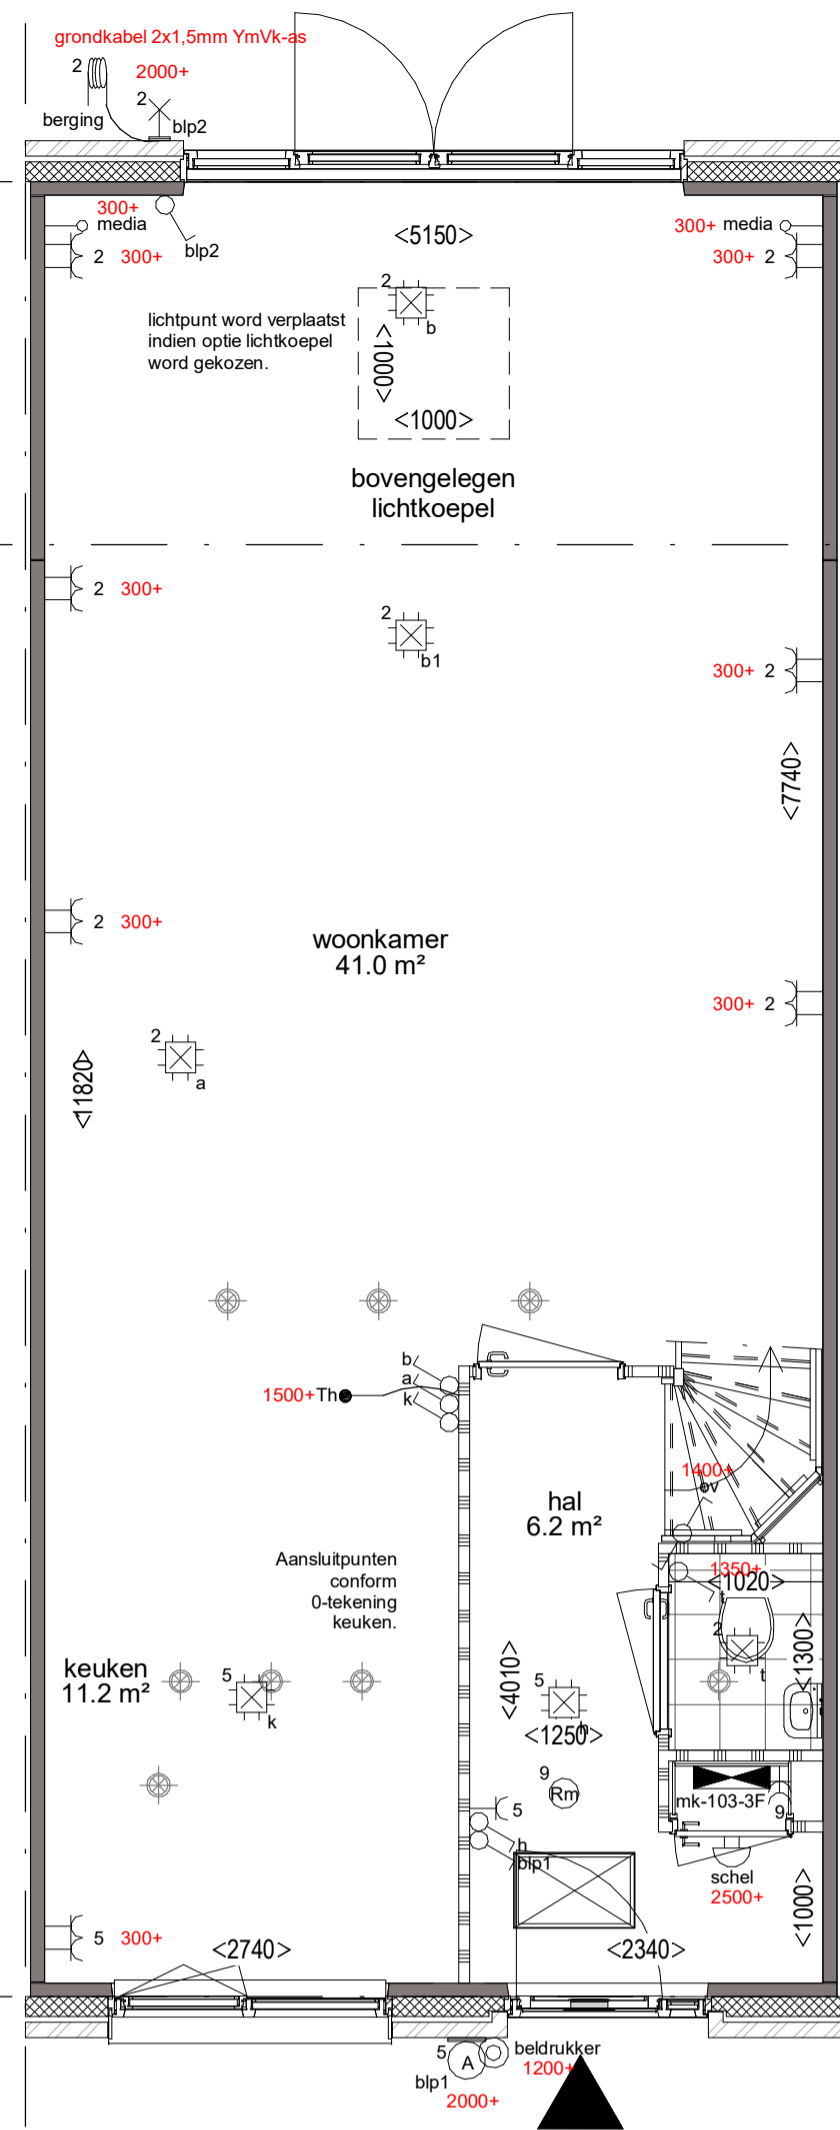 grondkabel 2x1,5mm YmVk-as
2 2000+
2
berging blp2
300+
media
2 300+
blp2
<5150>
300+ media
300+ 2
2
b
lichtpunt word verplaatst
indien optie lichtkoepel
word gekozen.
<1000>
<1000>
bovengelegen
lichtkoepel
2 300+
2
b1
300+ 2
<7740>
2 300+
woonkamer
41.0 m²
300+ 2
2
a
<11820>
b
a
k
1500+Th
1400+
v
hal
6.2 m²
Aansluitpunten
conform
0-tekening
keuken.
1350+
<1020>
t
2
t
<1300>
keuken
11.2 m²
5
k
<4010>
5
h
<1250>
9
Rm
mk-103-3F
9
5
h
blp1
schel
2500+
<1000>
5 300+
<2740>
<2340>
5
A
beldrukker
1200+
blp1
2000+